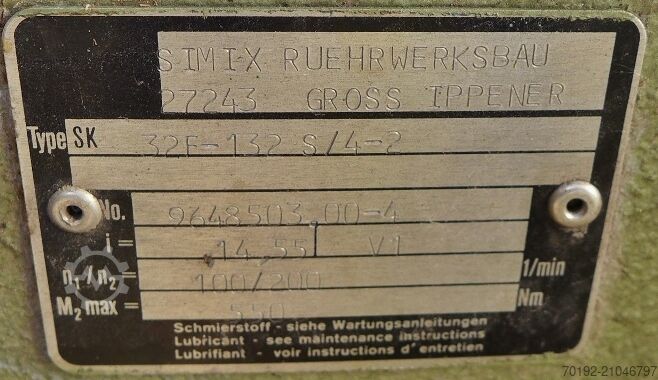 SIMIX RUEHRWERKSBAU
27243 GROSS IPPENER
Type SK 32F-132 S/4-2
No. 9648503.00-4
i = 14,55 V1
n₁/n₂= 100/200 1/min
M₂ max = 550 Nm
Schmierstoff - siehe Wartungsanleitungen
Lubricant - see maintenance instructions
Lubrifiant - voir instructions d'entretien
70192-21046797